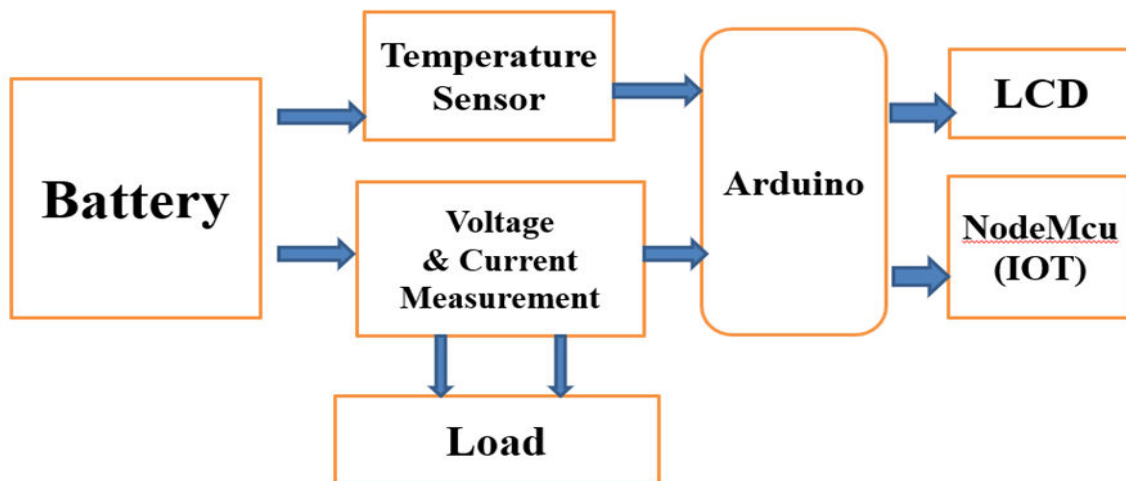 Battery
Temperature
Sensor
Voltage
& Current
Measurement
Load
Arduino
LCD
NodeMcu
(IOT)